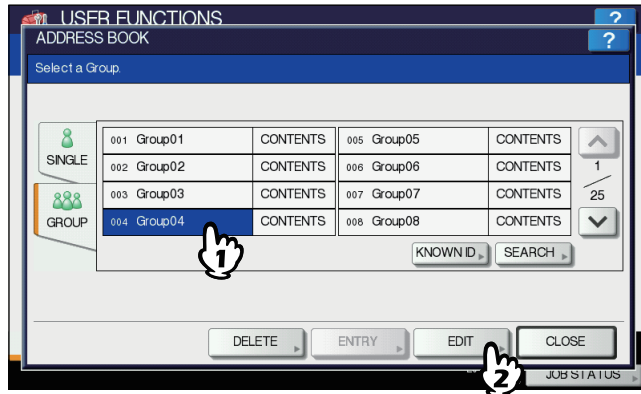 USER FUNCTIONS
?
ADDRESS BOOK
?
Select a Group.
SINGLE
GROUP
001 Group01 CONTENTS 005 Group05 CONTENTS
002 Group02 CONTENTS 006 Group06 CONTENTS
003 Group03 CONTENTS 007 Group07 CONTENTS
004 Group04 CONTENTS 008 Group08 CONTENTS
1
25
KNOWN ID SEARCH
1
DELETE ENTRY EDIT CLOSE
2
JOB STATUS